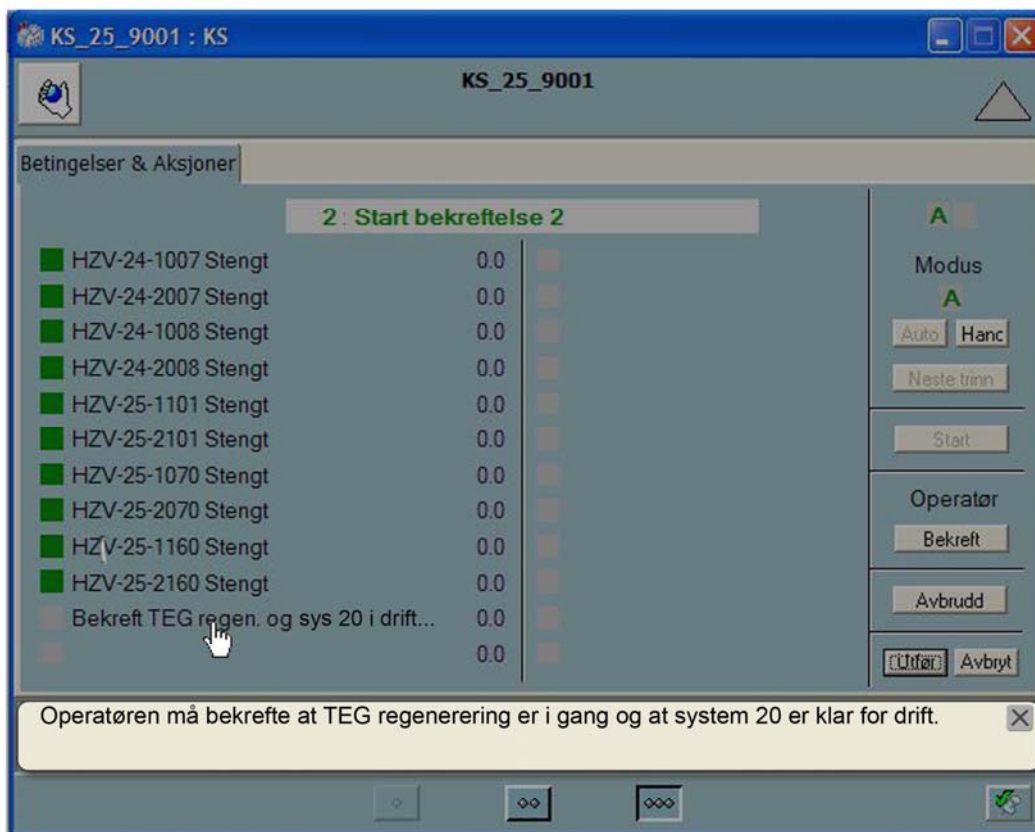 KS_25_9001 : KS
KS_25_9001
Betingelser & Aksjoner
2 : Start bekreftelse 2
A
HZV-24-1007 Stengt 0.0
Modus
HZV-24-2007 Stengt 0.0
A
HZV-24-1008 Stengt 0.0
Auto Hanc
HZV-24-2008 Stengt 0.0
Neste trinn
HZV-25-1101 Stengt 0.0
HZV-25-2101 Stengt 0.0
Start
HZV-25-1070 Stengt 0.0
HZV-25-2070 Stengt 0.0
Operatør
HZV-25-1160 Stengt 0.0
Bekreft
HZV-25-2160 Stengt 0.0
Avbrudd
Bekreft TEG regen. og sys 20 i drift... 0.0
0.0
Utfør Avbryt
Operatøren må bekrefte at TEG regenerering er i gang og at system 20 er klar for drift.